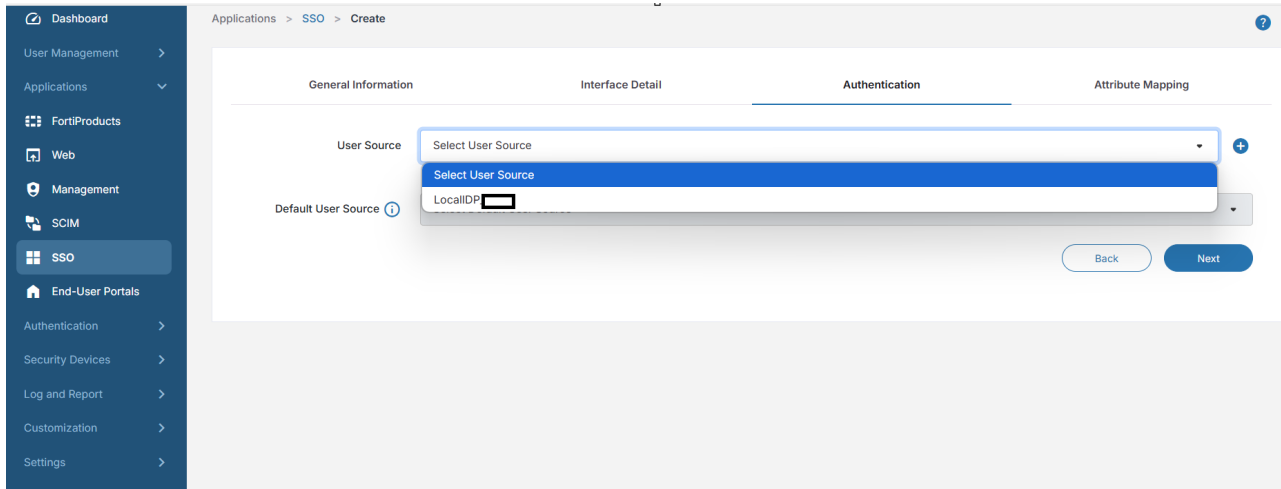 Dashboard
Applications > SSO > Create
User Management
Applications
General Information
Interface Detail
Authentication
Attribute Mapping
FortiProducts
User Source
Select User Source
Web
Select User Source
Management
LocalIDP
Default User Source
SCIM
SSO
Back
Next
End-User Portals
Authentication
Security Devices
Log and Report
Customization
Settings